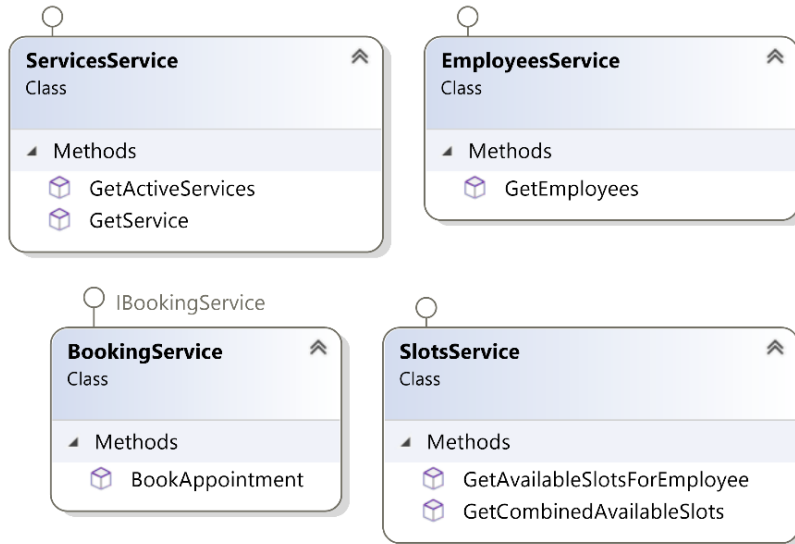 ServicesService
Class
Methods
GetActiveServices
GetService
EmployeesService
Class
Methods
GetEmployees
IBookingService
BookingService
Class
Methods
BookAppointment
SlotsService
Class
Methods
GetAvailableSlotsForEmployee
GetCombinedAvailableSlots